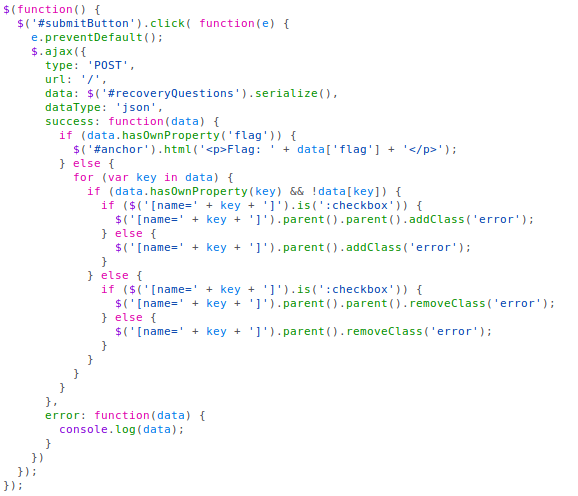 $(function() {
  $('#submitButton').click( function(e) {
    e.preventDefault();
    $.ajax({
      type: 'POST',
      url: '/',
      data: $('#recoveryQuestions').serialize(),
      dataType: 'json',
      success: function(data) {
        if (data.hasOwnProperty('flag')) {
          $('#anchor').html('<p>Flag: ' + data['flag'] + '</p>');
        } else {
          for (var key in data) {
            if (data.hasOwnProperty(key) && !data[key]) {
              if ($('[name=' + key + ']').is(':checkbox')) {
                $('[name=' + key + ']').parent().parent().addClass('error');
              } else {
                $('[name=' + key + ']').parent().addClass('error');
              }
            } else {
              if ($('[name=' + key + ']').is(':checkbox')) {
                $('[name=' + key + ']').parent().parent().removeClass('error');
              } else {
                $('[name=' + key + ']').parent().removeClass('error');
              }
            }
          }
        }
      },
      error: function(data) {
        console.log(data);
      }
    })
  });
});